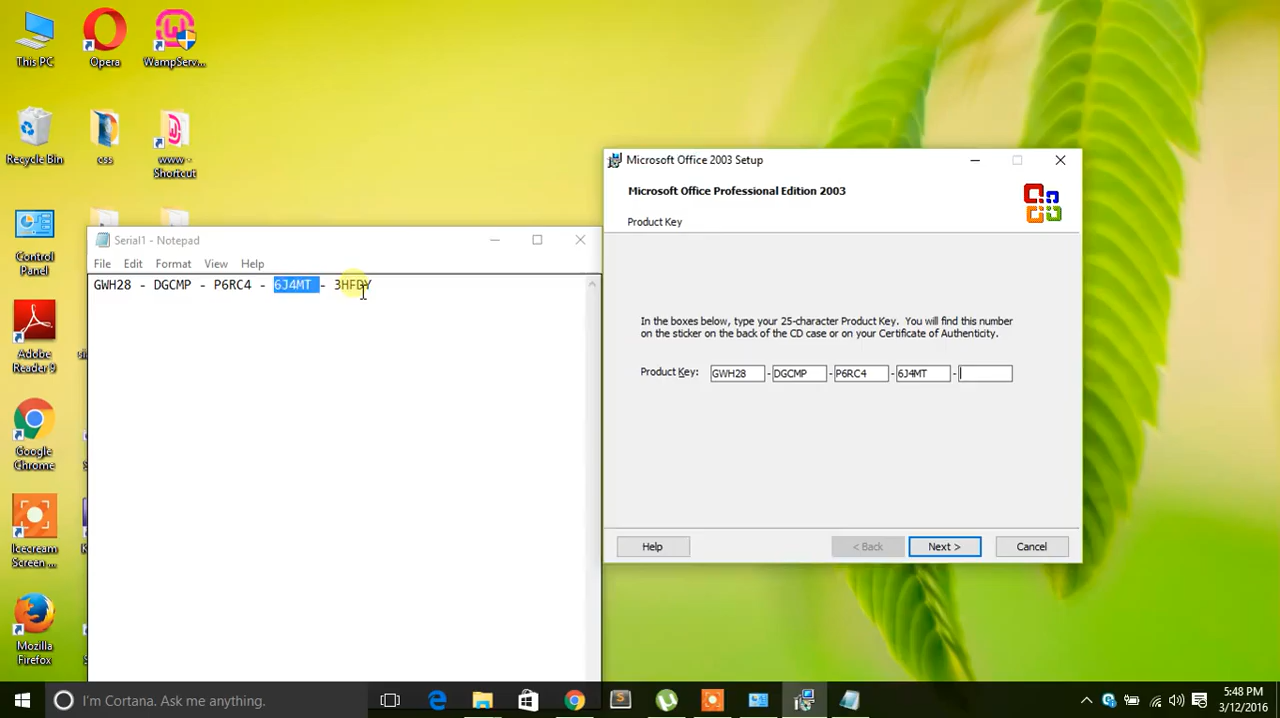 This PC
Opera
WampServ...
Recycle Bin
css
www -
Shortcut
Control
Panel
Adobe
Reader 9
Google
Chrome
Icecream
Screen ...
Mozilla
Firefox
Serial1 - Notepad
File Edit Format View Help
GWH28 - DGCMP - P6RC4 - 6J4MT - 3HFDY
Microsoft Office 2003 Setup
Microsoft Office Professional Edition 2003
Product Key
In the boxes below, type your 25-character Product Key. You will find this number
on the sticker on the back of the CD case or on your Certificate of Authenticity.
Product Key: GWH28 - DGCMP - P6RC4 - 6J4MT -
Help < Back Next > Cancel
I'm Cortana. Ask me anything.
5:48 PM
3/12/2016